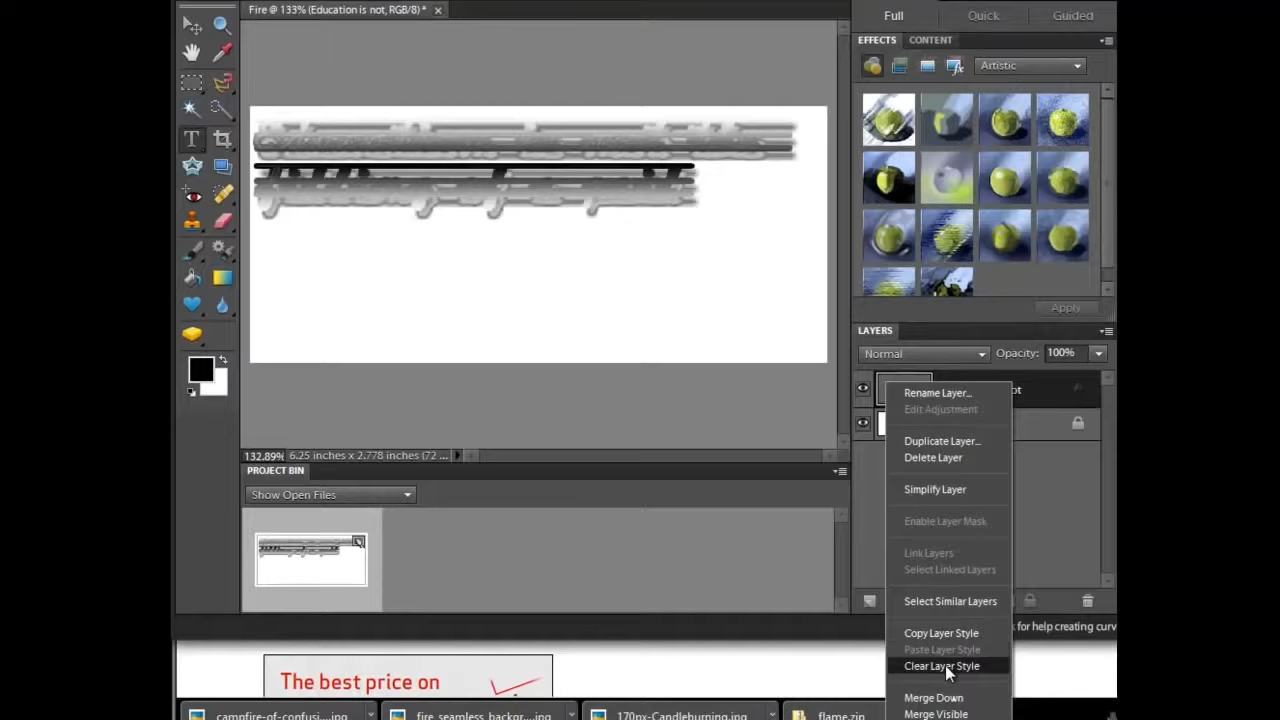 Fire @ 133% (Education is not, RGB/8) * ×
Full Quick Guided
EFFECTS CONTENT
Artistic
Apply
LAYERS
Normal Opacity: 100%
Rename Layer...
Edit Adjustment
Duplicate Layer...
Delete Layer
Simplify Layer
Enable Layer Mask
Link Layers
Select Linked Layers
Select Similar Layers
Copy Layer Style
Paste Layer Style
Clear Layer Style
Merge Down
Merge Visible
132.89% 6.25 inches x 2.778 inches (72 ...
PROJECT BIN
Show Open Files
for help creating curv
The best price on
campfire-of-confusi....jpg
fire_seamless_backgr....jpg
170px-Candleburning.jpg
flame.zip